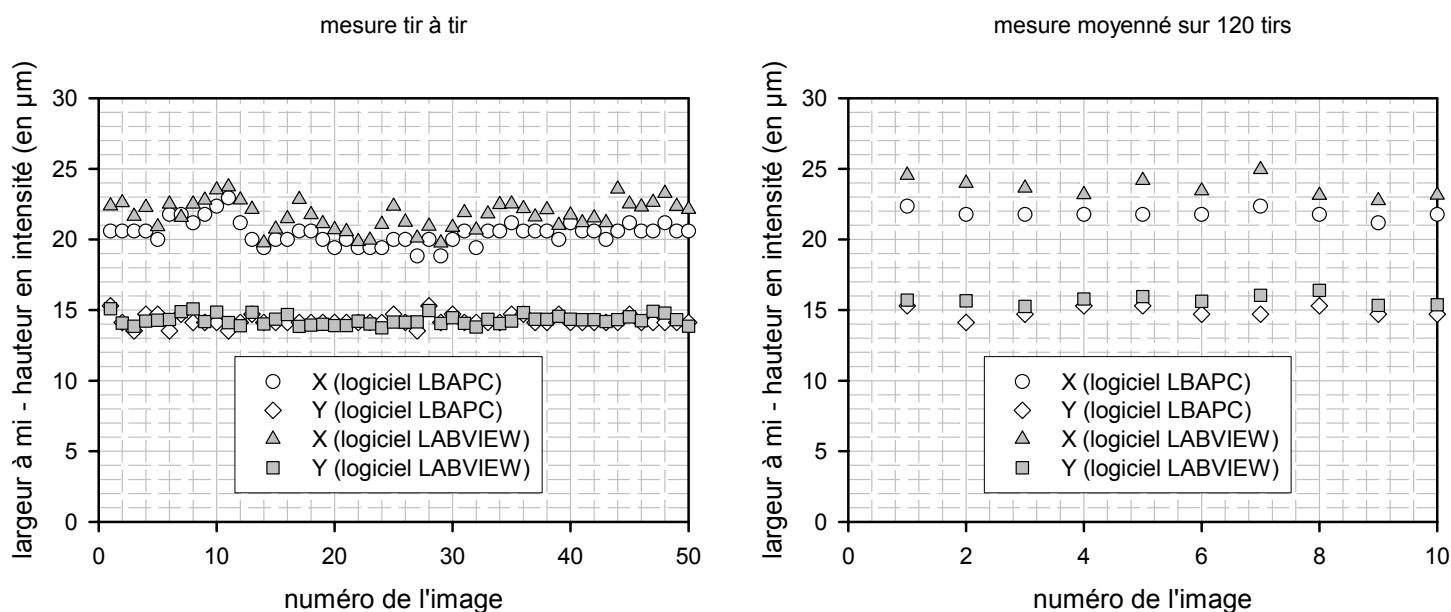 mesure tir à tir
largeur à mi - hauteur en intensité (en µm)
30
25
20
15
10
5
0
X (logiciel LBAPC)
Y (logiciel LBAPC)
X (logiciel LABVIEW)
Y (logiciel LABVIEW)
0 10 20 30 40 50
numéro de l'image
mesure moyenné sur 120 tirs
largeur à mi - hauteur en intensité (en µm)
30
25
20
15
10
5
0
X (logiciel LBAPC)
Y (logiciel LBAPC)
X (logiciel LABVIEW)
Y (logiciel LABVIEW)
0 2 4 6 8 10
numéro de l'image